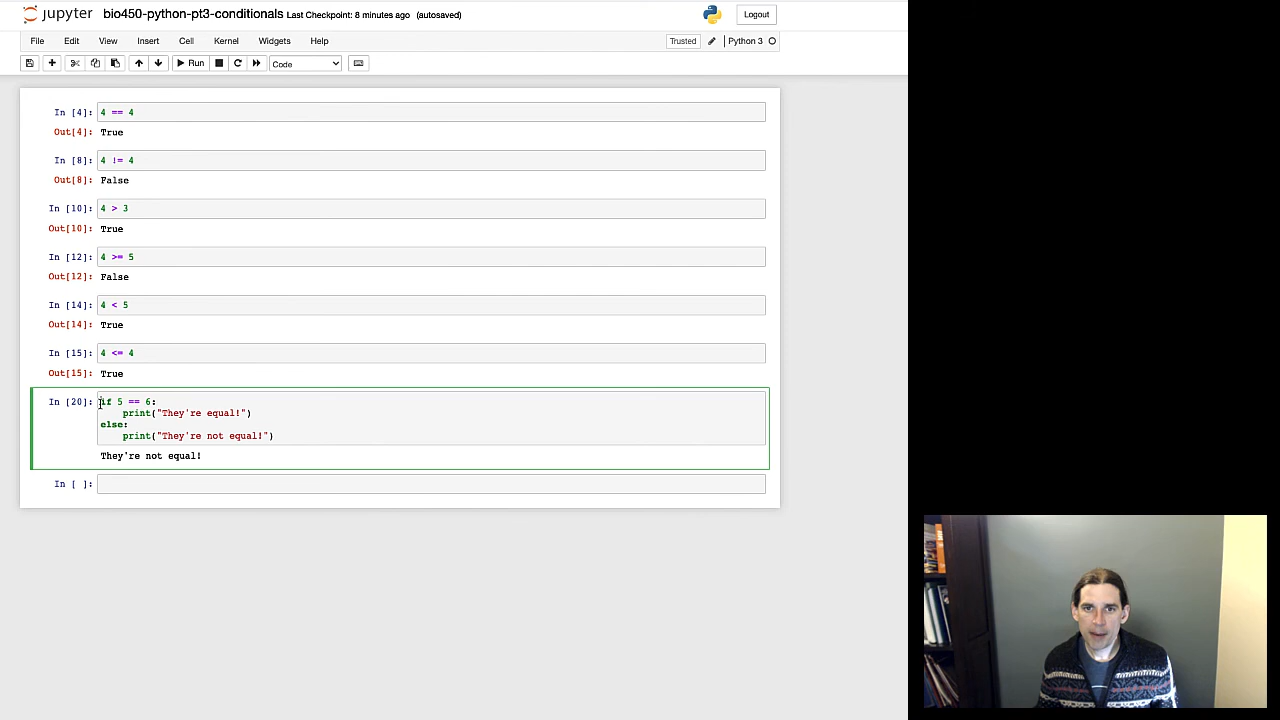 jupyter bio450-python-pt3-conditionals Last Checkpoint: 8 minutes ago (autosaved) Logout
File Edit View Insert Cell Kernel Widgets Help Trusted Python 3
Run Code
In [4]: 4 == 4
Out[4]: True
In [8]: 4 != 4
Out[8]: False
In [10]: 4 > 3
Out[10]: True
In [12]: 4 >= 5
Out[12]: False
In [14]: 4 < 5
Out[14]: True
In [15]: 4 <= 4
Out[15]: True
In [20]: if 5 == 6:
print("They're equal!")
else:
print("They're not equal!")
They're not equal!
In [ ]: